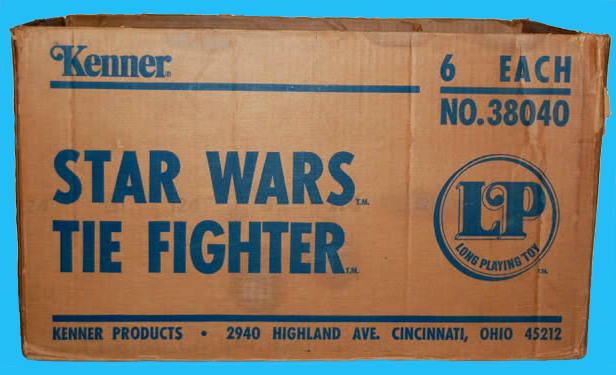 Kenner®
6 EACH
NO.38040
STAR WARS T.M.
TIE FIGHTER T.M.
LP
LONG PLAYING TOY
T.M.
KENNER PRODUCTS • 2940 HIGHLAND AVE. CINCINNATI, OHIO 45212